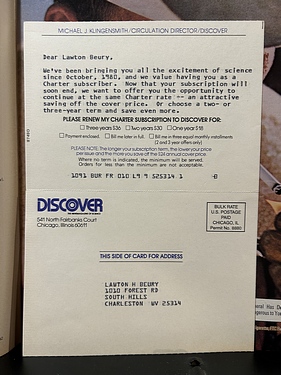 MICHAEL J. KLINGENSMITH/CIRCULATION DIRECTOR/DISCOVER
Dear Lawton Beury,
We've been bringing you all the excitement of science
since October, 1980, and we value having you as a
Charter subscriber. Now that your subscription will
soon end, we want to offer you the opportunity to
continue at the same Charter rate -- an attractive
saving off the cover price. Or choose a two- or
three-year term and save even more.
PLEASE RENEW MY CHARTER SUBSCRIPTION TO DISCOVER FOR:
Three years $36 Two years $30 One year $18
Payment enclosed. Bill me later in full. Bill me in three equal monthly installments
(2 and 3 year offers only)
PLEASE NOTE: The longer your subscription term, the lower your price
per issue and the more you save off the $24 annual cover price.
Where no term is indicated, the minimum will be served.
Orders for less than the minimum are not acceptable.
1091 BUR FR 010 L9 9 525314 1 -B
DISCOVER
541 North Fairbanks Court
Chicago, Illinois 60611
BULK RATE
U.S. POSTAGE
PAID
CHICAGO, IL
Permit No. 8860
THIS SIDE OF CARD FOR ADDRESS
LAWTON H BEURY
1010 FOREST RD
SOUTH HILLS
CHARLESTON WV 25314